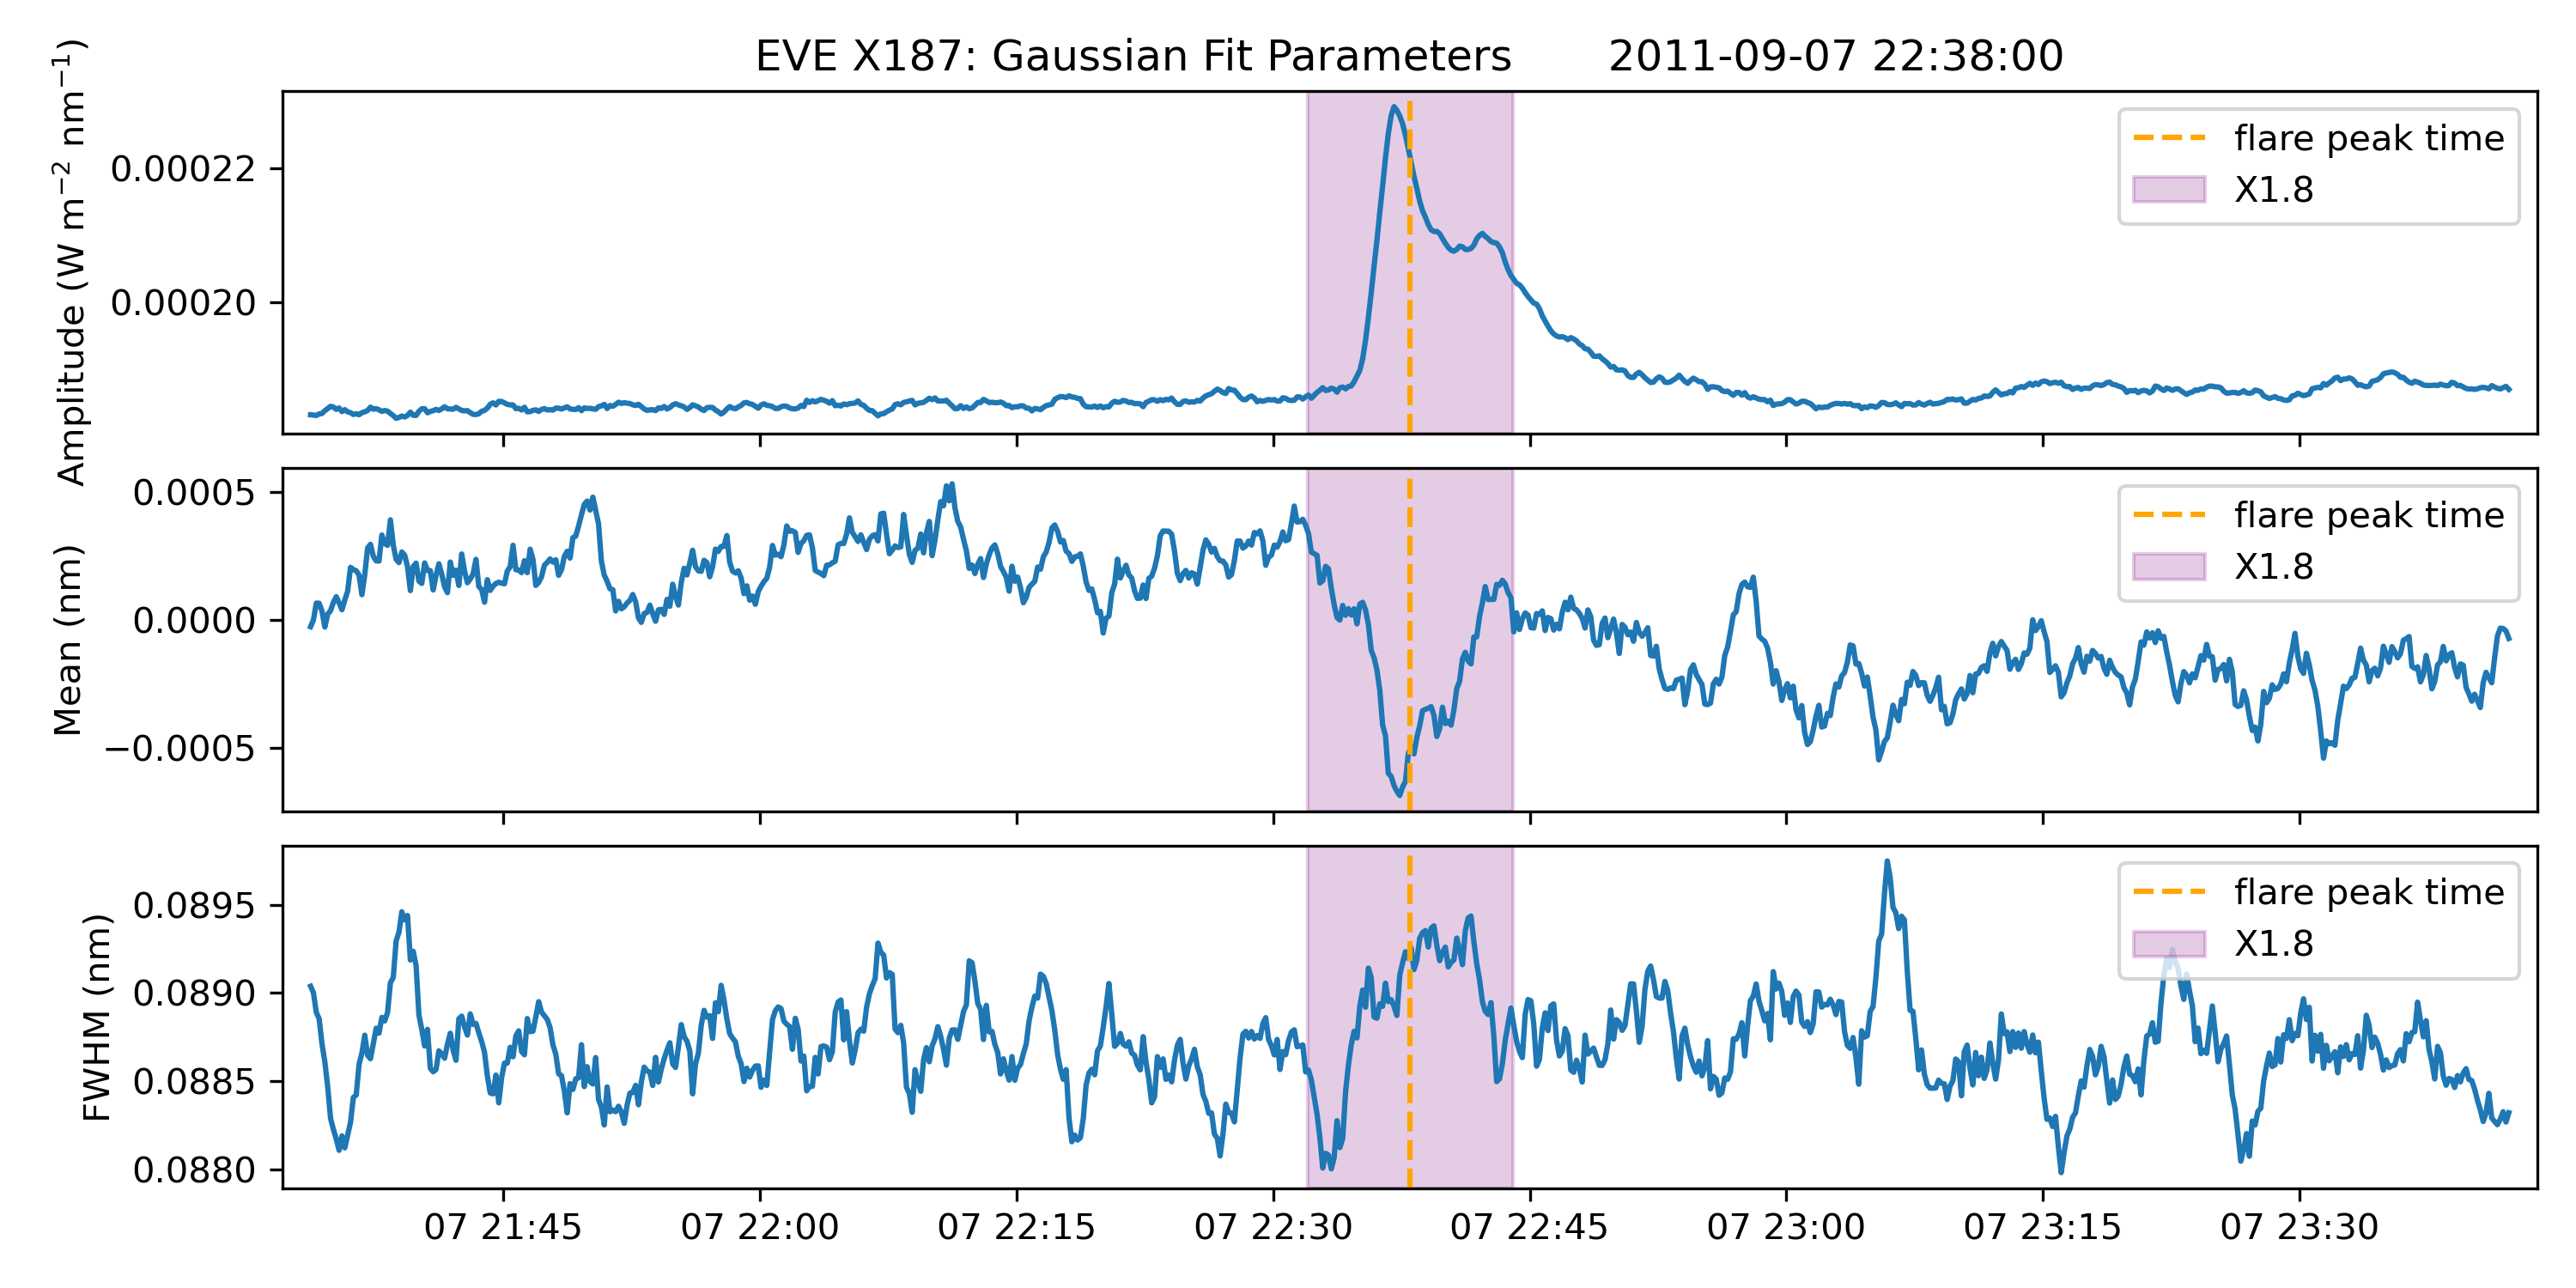 EVE X187: Gaussian Fit Parameters 2011-09-07 22:38:00
Amplitude (W m⁻² nm⁻¹)
0.00022
0.00020
flare peak time
X1.8
Mean (nm)
0.0005
0.0000
−0.0005
flare peak time
X1.8
FWHM (nm)
0.0895
0.0890
0.0885
0.0880
flare peak time
X1.8
07 21:45 07 22:00 07 22:15 07 22:30 07 22:45 07 23:00 07 23:15 07 23:30